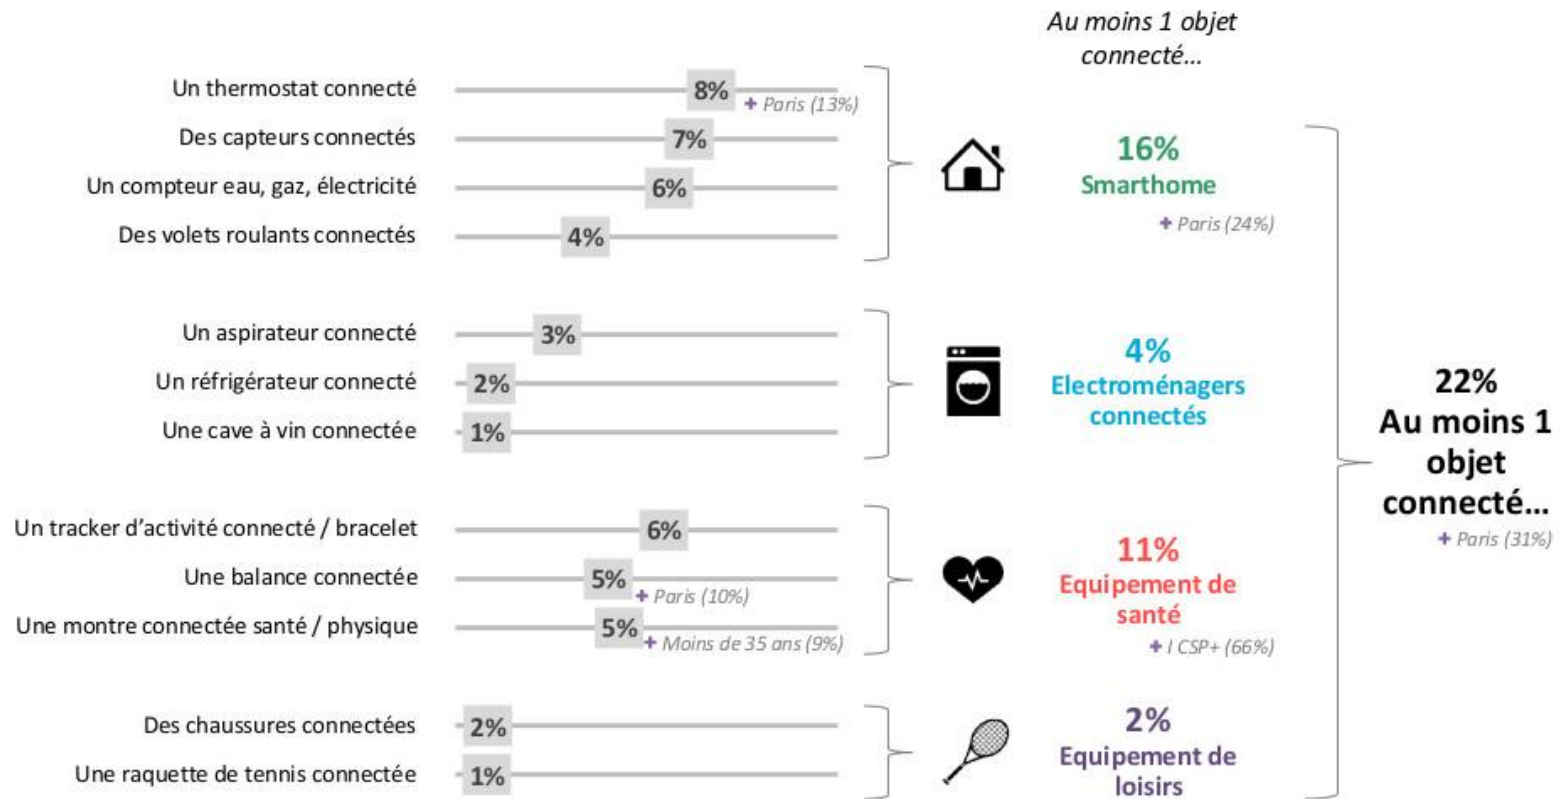 Au moins 1 objet
connecté...
Un thermostat connecté
8%
+ Paris (13%)
Des capteurs connectés
7%
Un compteur eau, gaz, électricité
6%
Des volets roulants connectés
4%
16%
Smarthome
+ Paris (24%)
Un aspirateur connecté
3%
Un réfrigérateur connecté
2%
Une cave à vin connectée
1%
4%
Electroménagers
connectés
Un tracker d'activité connecté / bracelet
6%
Une balance connectée
5%
+ Paris (10%)
Une montre connectée santé / physique
5%
+ Moins de 35 ans (9%)
11%
Equipement de
santé
+ I CSP+ (66%)
Des chaussures connectées
2%
Une raquette de tennis connectée
1%
2%
Equipement de
loisirs
22%
Au moins 1
objet
connecté...
+ Paris (31%)